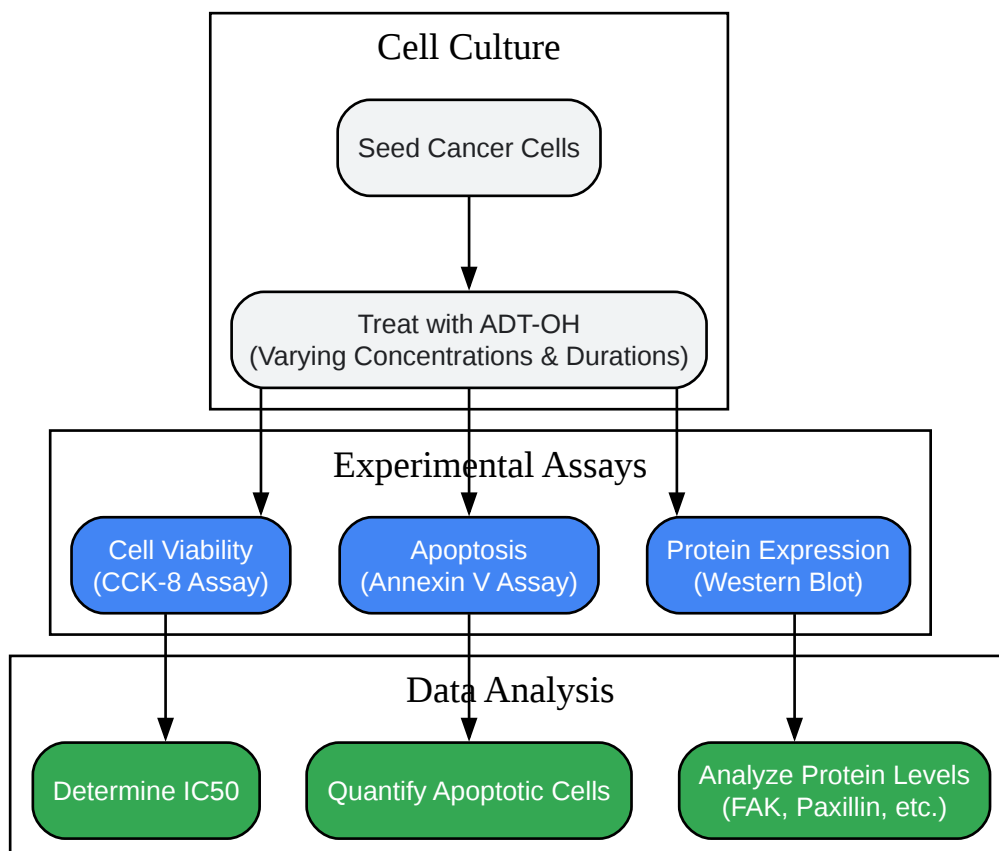 Cell Culture
Seed Cancer Cells
Treat with ADT-OH
(Varying Concentrations & Durations)
Experimental Assays
Cell Viability
(CCK-8 Assay)
Apoptosis
(Annexin V Assay)
Protein Expression
(Western Blot)
Data Analysis
Determine IC50
Quantify Apoptotic Cells
Analyze Protein Levels
(FAK, Paxillin, etc.)